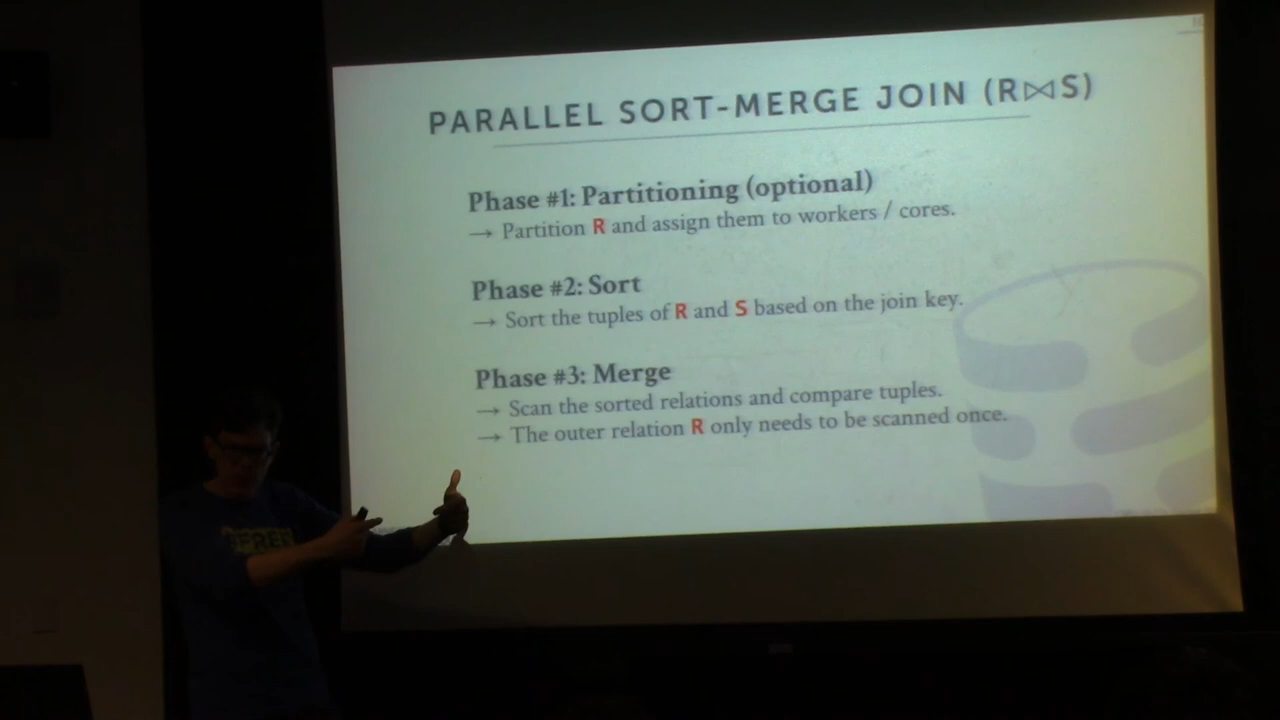 PARALLEL SORT-MERGE JOIN (R⋈S)
Phase #1: Partitioning (optional)
→ Partition R and assign them to workers / cores.
Phase #2: Sort
→ Sort the tuples of R and S based on the join key.
Phase #3: Merge
→ Scan the sorted relations and compare tuples.
→ The outer relation R only needs to be scanned once.